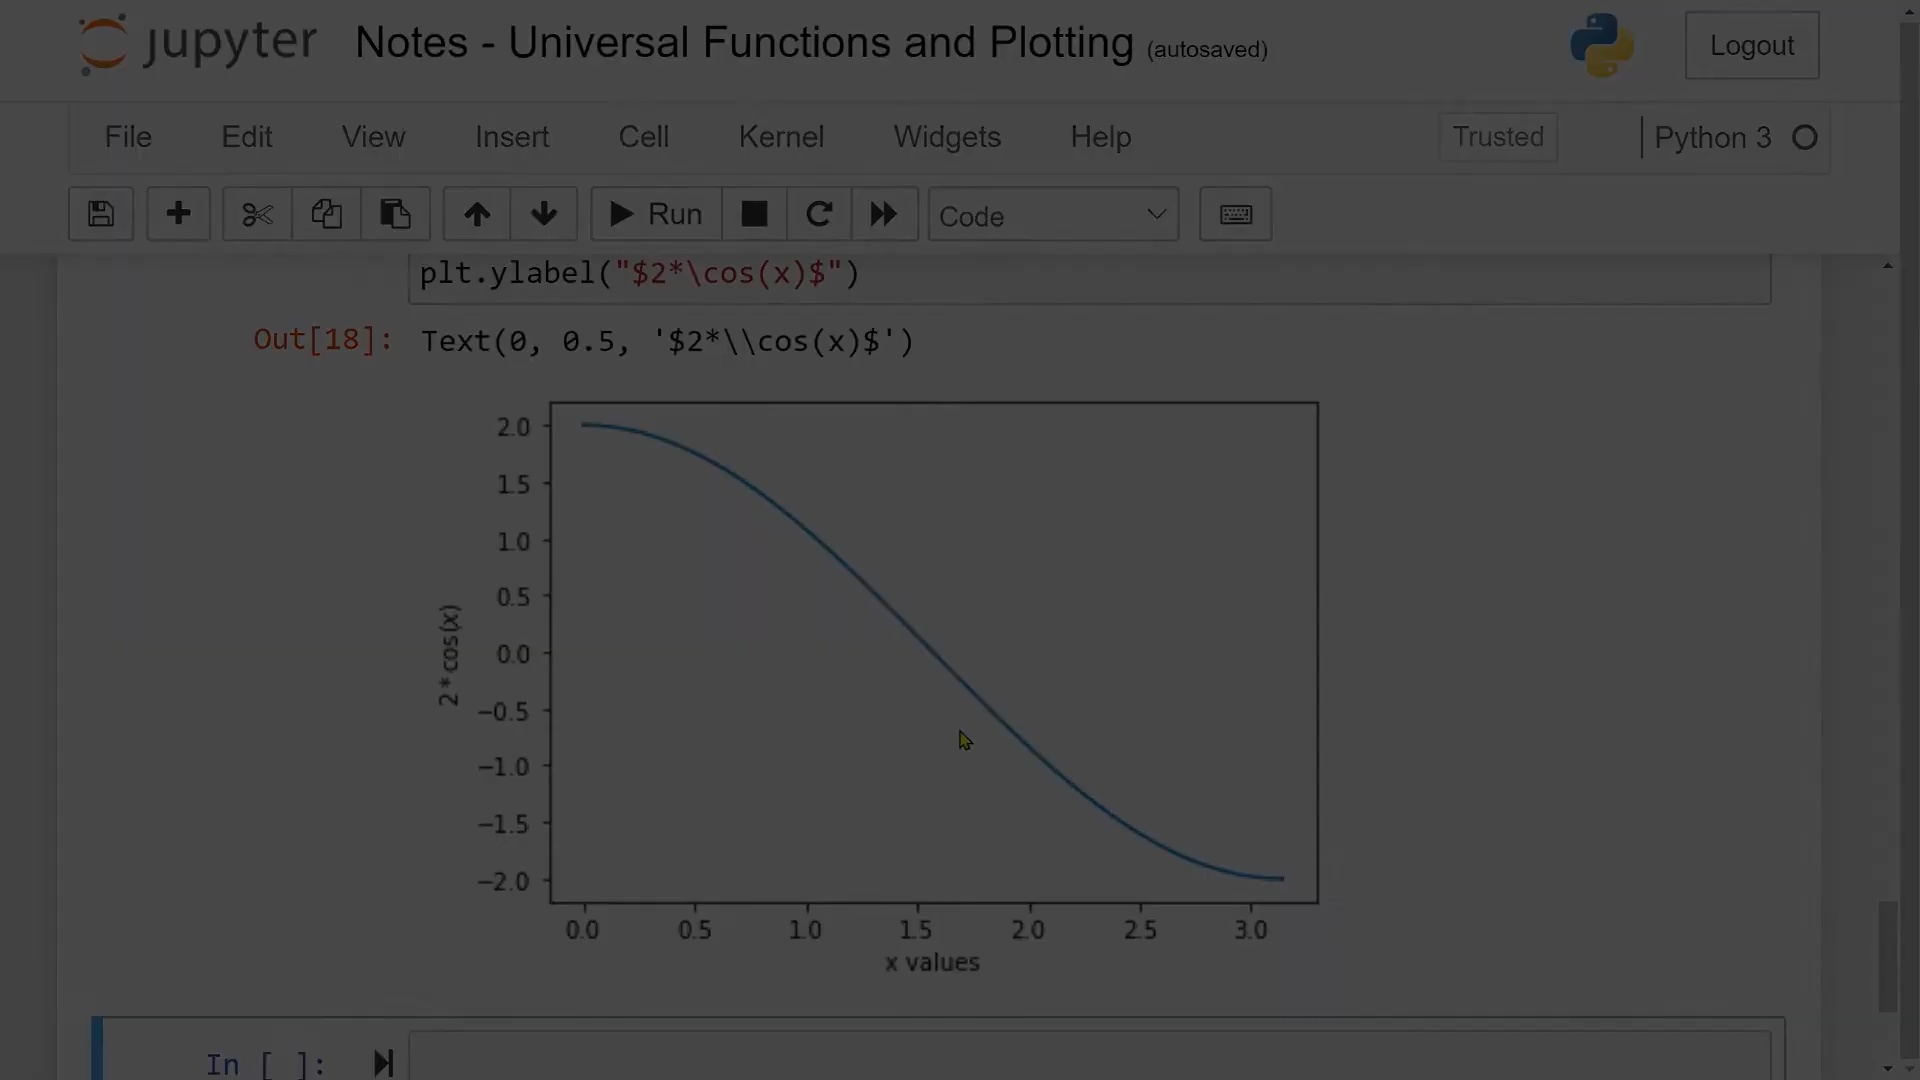 jupyter Notes - Universal Functions and Plotting (autosaved) Logout
File Edit View Insert Cell Kernel Widgets Help Trusted Python 3
Run Code
plt.ylabel("$2*\cos(x)$")
Out[18]: Text(0, 0.5, '$2*\\cos(x)$')
2.0
1.5
1.0
0.5
0.0
−0.5
−1.0
−1.5
−2.0
2*cos(x)
0.0 0.5 1.0 1.5 2.0 2.5 3.0
x values
In [ ]: